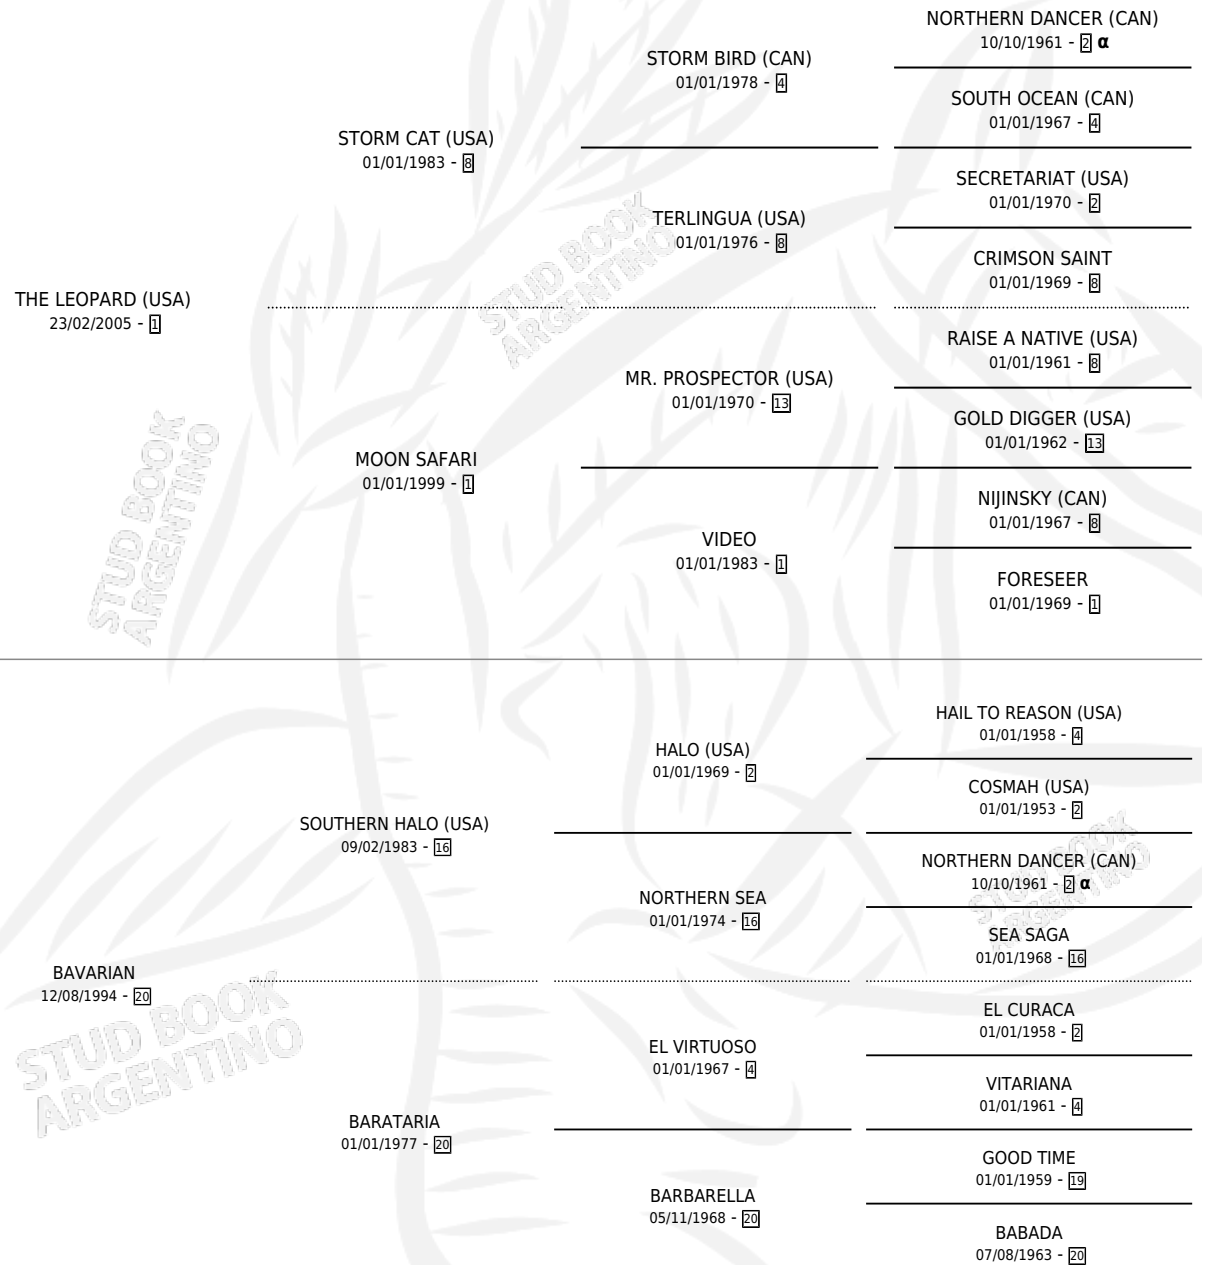 NORTHERN DANCER (CAN)
10/10/1961 - 2 α
STORM BIRD (CAN)
01/01/1978 - 4
SOUTH OCEAN (CAN)
01/01/1967 - 4
STORM CAT (USA)
01/01/1983 - 8
SECRETARIAT (USA)
01/01/1970 - 2
TERLINGUA (USA)
01/01/1976 - 8
CRIMSON SAINT
01/01/1969 - 8
STUD BOOK
ARGENTINO
THE LEOPARD (USA)
23/02/2005 - 1
RAISE A NATIVE (USA)
01/01/1961 - 8
MR. PROSPECTOR (USA)
01/01/1970 - 13
GOLD DIGGER (USA)
01/01/1962 - 13
MOON SAFARI
01/01/1999 - 1
NIJINSKY (CAN)
01/01/1967 - 8
VIDEO
01/01/1983 - 1
FORESEER
01/01/1969 - 1
STUD BOOK
ARGENTINO
HAIL TO REASON (USA)
01/01/1958 - 4
HALO (USA)
01/01/1969 - 2
COSMAH (USA)
01/01/1953 - 2
SOUTHERN HALO (USA)
09/02/1983 - 16
NORTHERN DANCER (CAN)
10/10/1961 - 2 α
NORTHERN SEA
01/01/1974 - 16
SEA SAGA
01/01/1968 - 16
STUD BOOK
ARGENTINO
BAVARIAN
12/08/1994 - 20
EL CURACA
01/01/1958 - 2
EL VIRTUOSO
01/01/1967 - 4
VITARIANA
01/01/1961 - 4
BARATARIA
01/01/1977 - 20
GOOD TIME
01/01/1959 - 19
BARBARELLA
05/11/1968 - 20
BABADA
07/08/1963 - 20
STUD BOOK
ARGENTINO